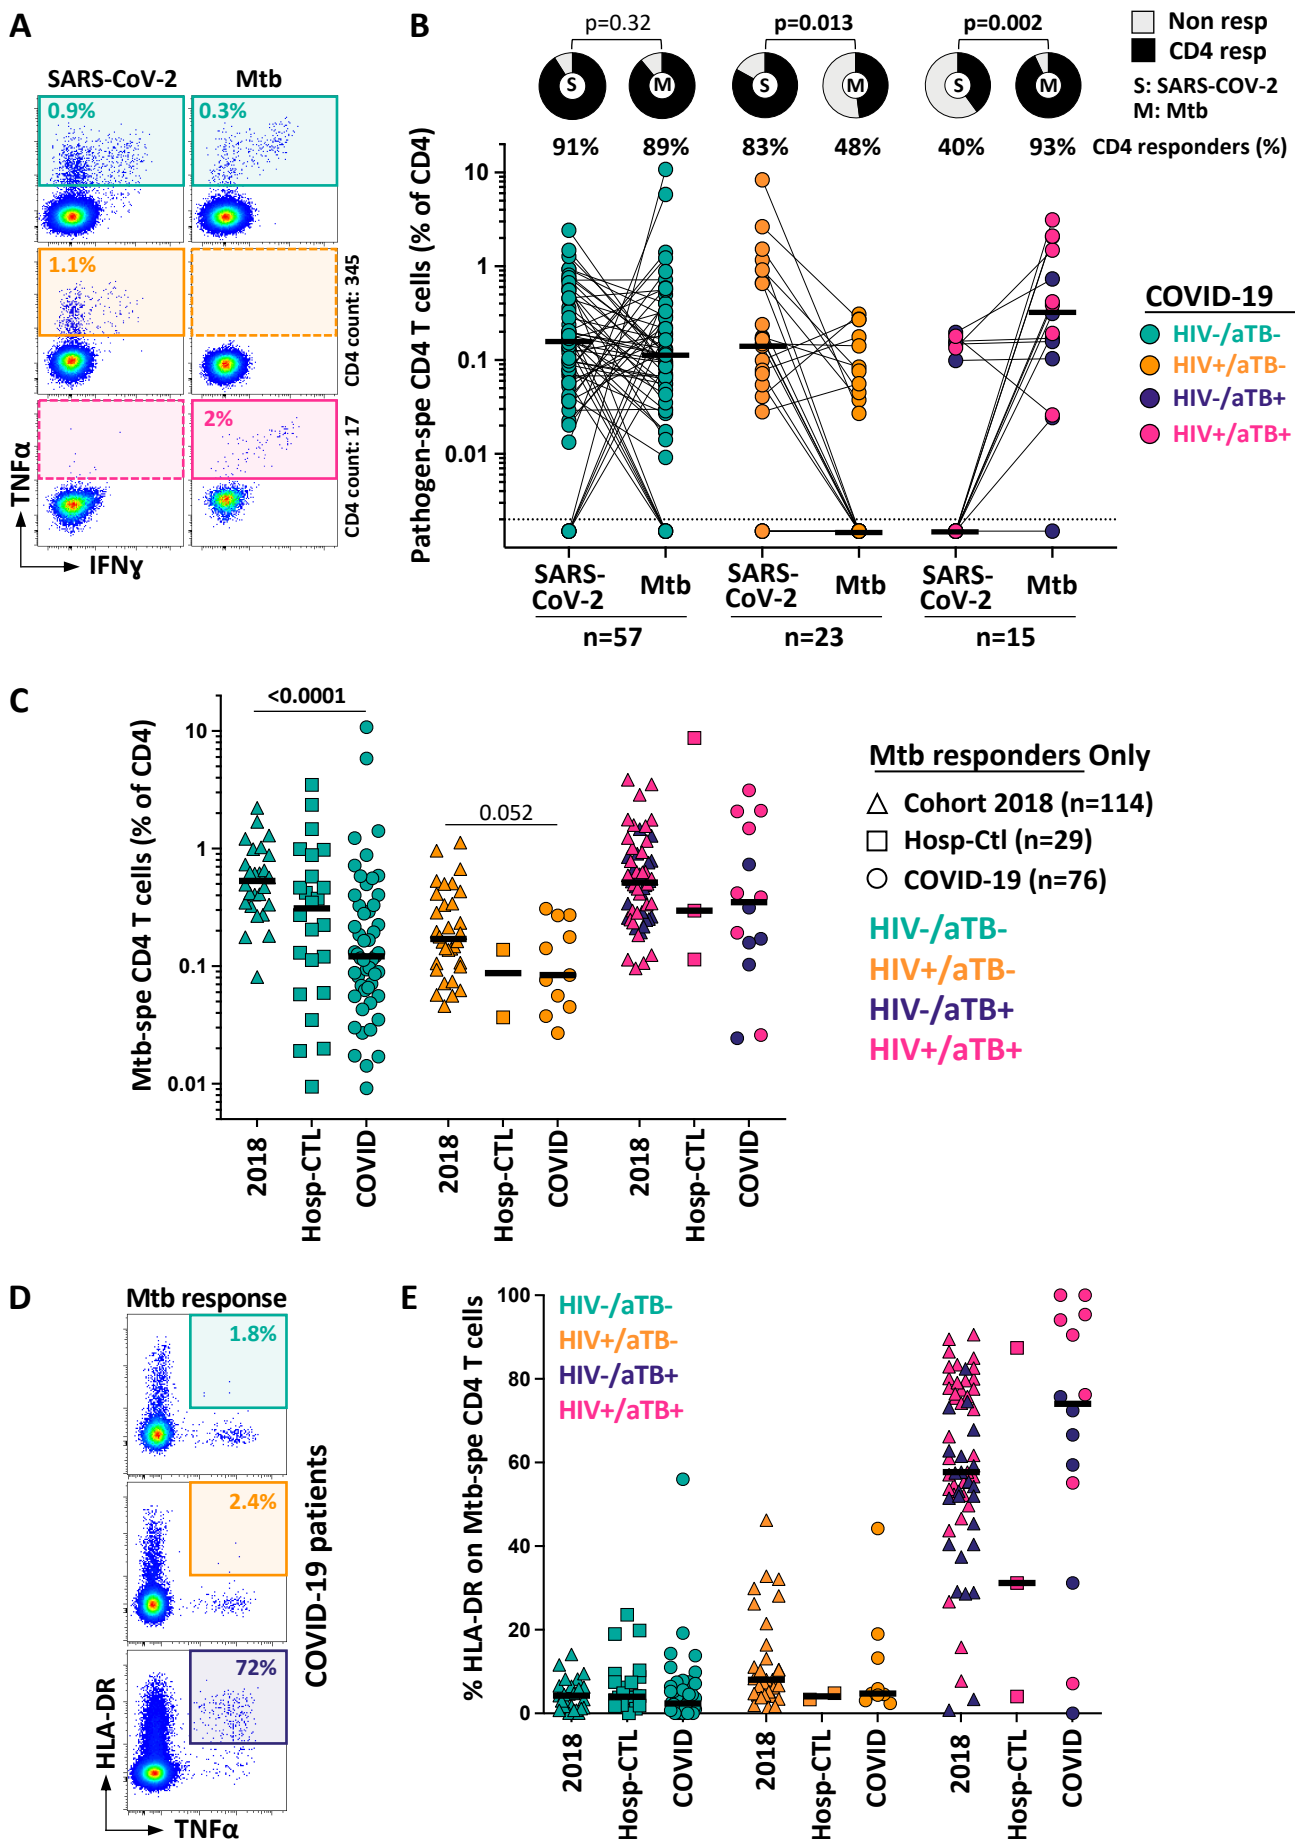 A
SARS-CoV-2 Mtb
0.9% 0.3%
1.1%
CD4 count: 345
2%
CD4 count: 17
TNFα
IFNγ
B
p=0.32 p=0.013 p=0.002
Non resp
CD4 resp
S: SARS-COV-2
M: Mtb
S M S M S M
91% 89% 83% 48% 40% 93% CD4 responders (%)
Pathogen-spe CD4 T cells (% of CD4)
10
1
0.1
0.01
SARS-CoV-2 Mtb SARS-CoV-2 Mtb SARS-CoV-2 Mtb
n=57 n=23 n=15
COVID-19
HIV-/aTB-
HIV+/aTB-
HIV-/aTB+
HIV+/aTB+
C
<0.0001
0.052
Mtb-spe CD4 T cells (% of CD4)
10
1
0.1
0.01
2018 Hosp-CTL COVID 2018 Hosp-CTL COVID 2018 Hosp-CTL COVID
Mtb responders Only
Cohort 2018 (n=114)
Hosp-Ctl (n=29)
COVID-19 (n=76)
HIV-/aTB-
HIV+/aTB-
HIV-/aTB+
HIV+/aTB+
D
Mtb response
1.8%
2.4%
72%
COVID-19 patients
HLA-DR
TNFα
E
% HLA-DR on Mtb-spe CD4 T cells
100
80
60
40
20
0
HIV-/aTB-
HIV+/aTB-
HIV-/aTB+
HIV+/aTB+
2018 Hosp-CTL COVID 2018 Hosp-CTL COVID 2018 Hosp-CTL COVID